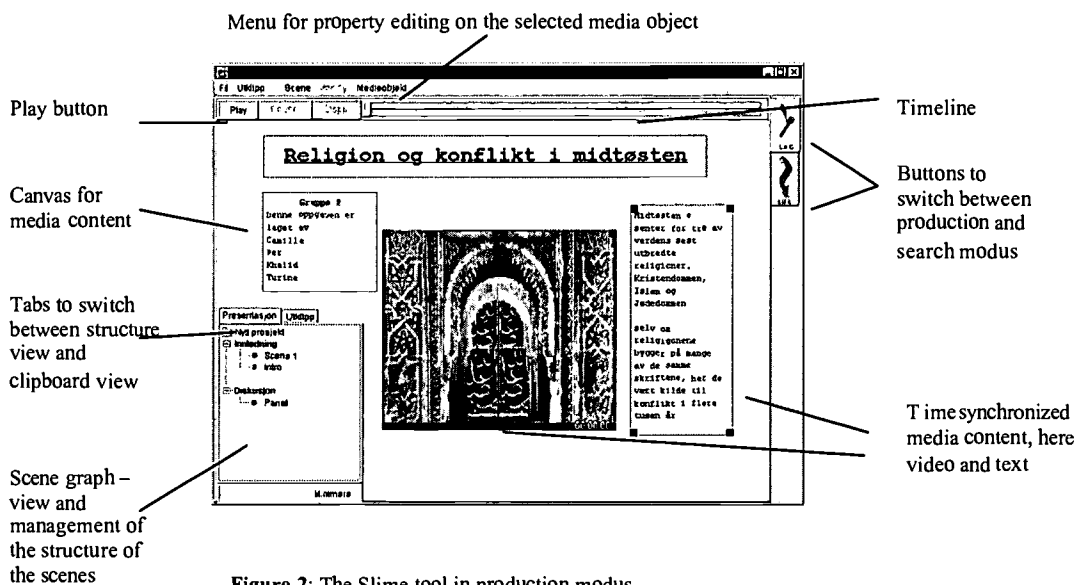 Menu for property editing on the selected media object
Play button
Canvas for
media content
Tabs to switch
between structure
view and
clipboard view
Scene graph –
view and
management of
the structure of
the scenes
Fil Utklipp Scene Medieobjekt
Play
Religion og konflikt i midtøsten
Gruppe 2
Denne oppgaven er
laget av
Camille
Per
Khalid
Turine
Presentasjon Utklipp
Nytt prosjekt
Innledning
Scene 1
Intro
Diskusjon
Panel
Midtøsten e
senter for tre av
verdens mest
utbredte
religioner,
Kristendommen,
Islam og
Jødedommen
selv om
religionene
bygger på mange
av de samme
skriftene, har de
vært kilde til
konflikt i flere
tusen år
Timeline
Buttons to
switch between
production and
search modus
Time synchronized
media content, here
video and text
Figure 2: The Slime tool in production modus